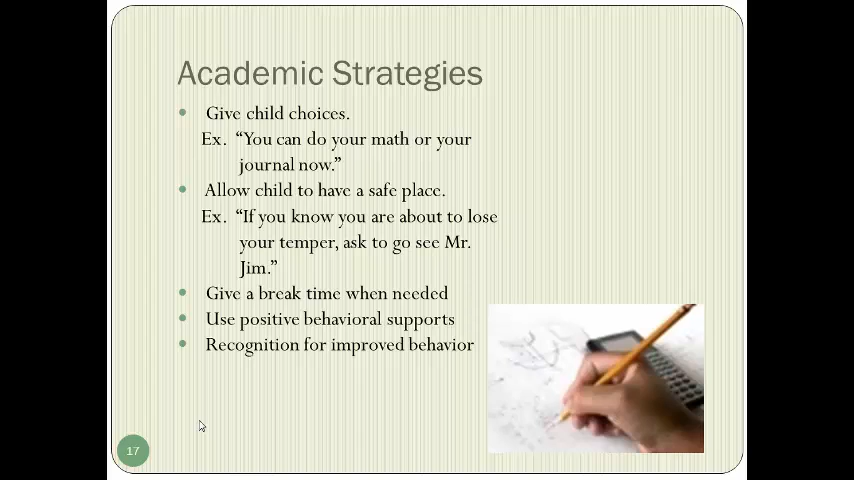 Academic Strategies
Give child choices.
Ex. “You can do your math or your
journal now.”
Allow child to have a safe place.
Ex. “If you know you are about to lose
your temper, ask to go see Mr.
Jim.”
Give a break time when needed
Use positive behavioral supports
Recognition for improved behavior
17